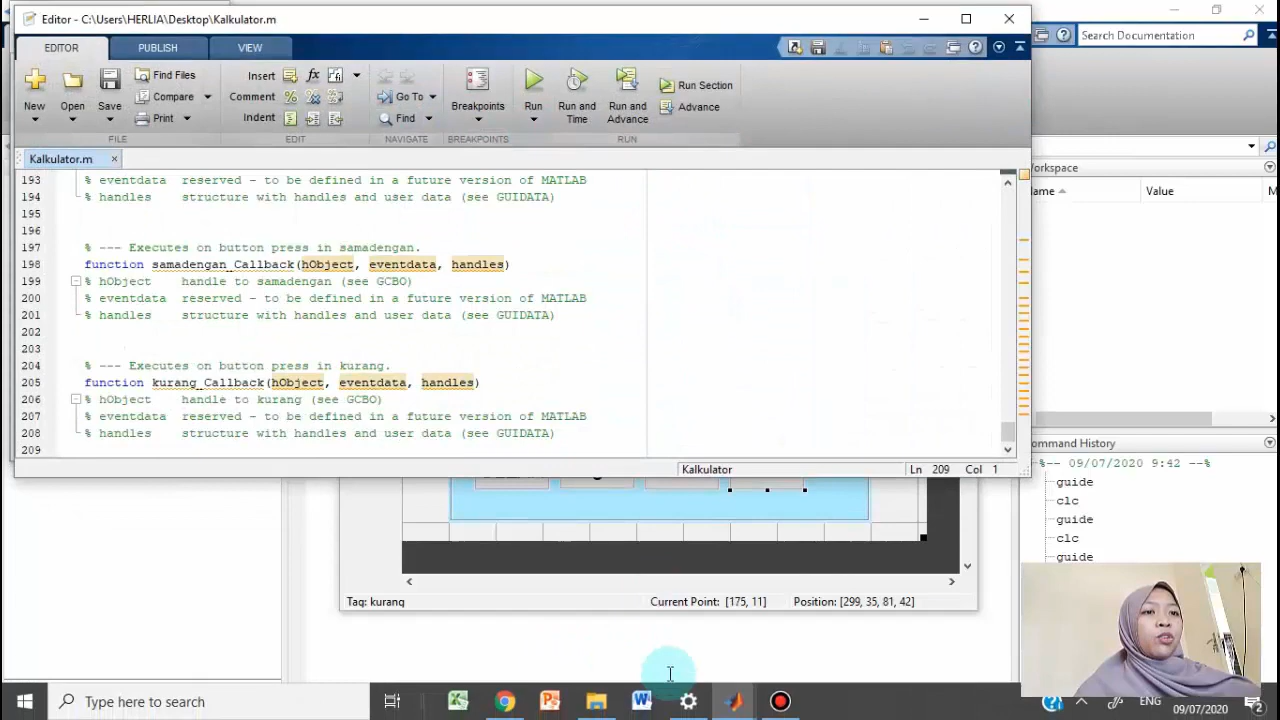 Editor - C:\Users\HERLIA\Desktop\Kalkulator.m
Search Documentation
EDITOR
PUBLISH
VIEW
New
Open
Save
Find Files
Compare
Print
Insert
Comment
Indent
fx
Go To
Find
Breakpoints
Run
Run and Time
Run and Advance
Run Section
Advance
FILE
EDIT
NAVIGATE
BREAKPOINTS
RUN
Kalkulator.m
193 % eventdata reserved - to be defined in a future version of MATLAB
194 % handles structure with handles and user data (see GUIDATA)
195
196
197 % --- Executes on button press in samadengan.
198 function samadengan_Callback(hObject, eventdata, handles)
199 % hObject handle to samadengan (see GCBO)
200 % eventdata reserved - to be defined in a future version of MATLAB
201 % handles structure with handles and user data (see GUIDATA)
202
203
204 % --- Executes on button press in kurang.
205 function kurang_Callback(hObject, eventdata, handles)
206 % hObject handle to kurang (see GCBO)
207 % eventdata reserved - to be defined in a future version of MATLAB
208 % handles structure with handles and user data (see GUIDATA)
209
Kalkulator
Ln 209 Col 1
orkspace
ame
Value
M
ommand History
%-- 09/07/2020 9:42 --%
guide
clc
guide
clc
guide
Tag: kurang
Current Point: [175, 11]
Position: [299, 35, 81, 42]
Type here to search
ENG
09/07/2020
2